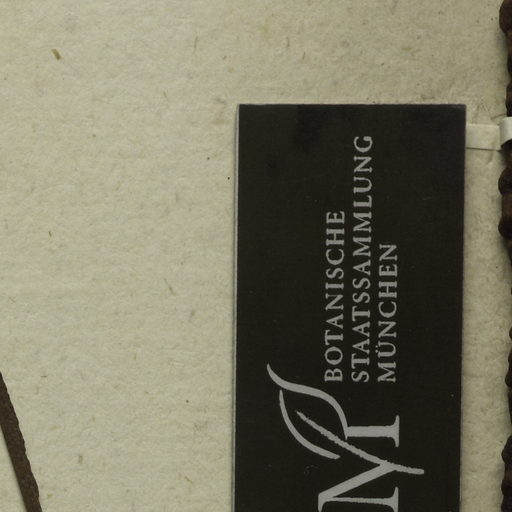 BOTANISCHE
STAATSSAMMLUNG
MÜNCHEN
M